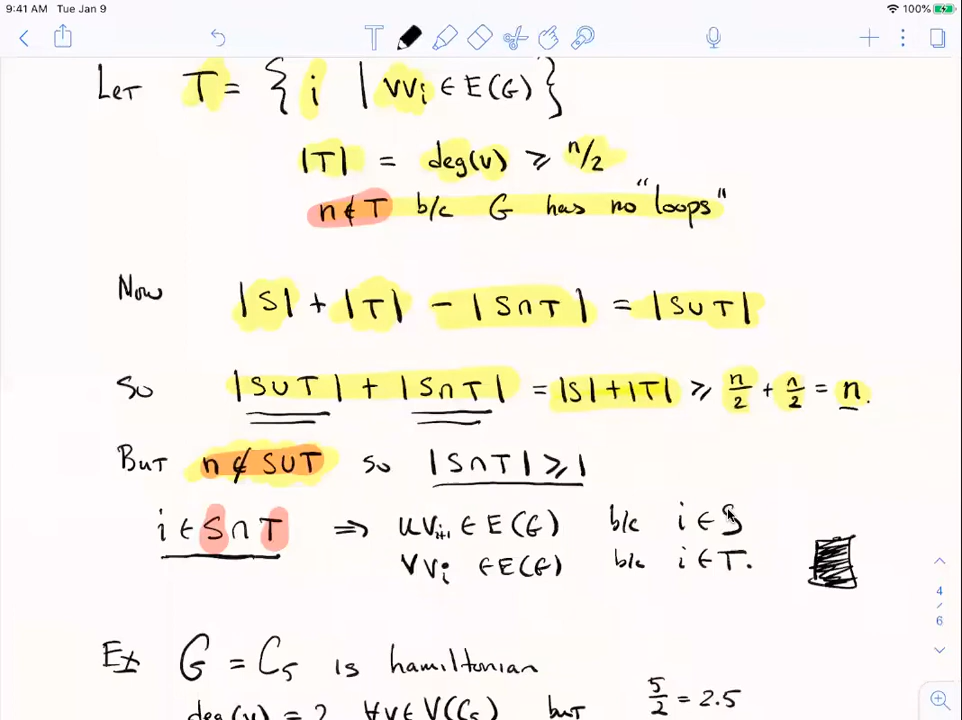 9:41 AM Tue Jan 9
100%
LET T = { i | vvi ∈ E(G) }
|T| = deg(v) ≥ n/2
n ∉ T b/c G has no "loops"
Now |S| + |T| - |S∩T| = |S∪T|
So |S∪T| + |S∩T| = |S|+|T| ≥ n/2 + n/2 = n.
But n ∉ S∪T so |S∩T| ≥ 1
i ∈ S∩T ⇒ uvi+1 ∈ E(G) b/c i ∈ S
vvi ∈ E(G) b/c i ∈ T.
Ex G = C5 is hamiltonian
deg(v) = 2 ∀v∈V(C5) but 5/2 = 2.5
4
/
6